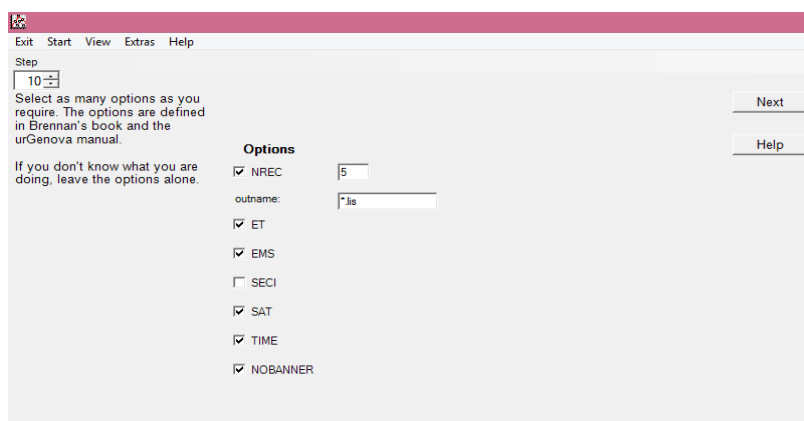 Exit Start View Extras Help
Step
10
Select as many options as you
require. The options are defined
in Brennan's book and the
urGenova manual.
If you don't know what you are
doing, leave the options alone.
Next
Help
Options
NREC 5
outname: *.lis
ET
EMS
SECI
SAT
TIME
NOBANNER